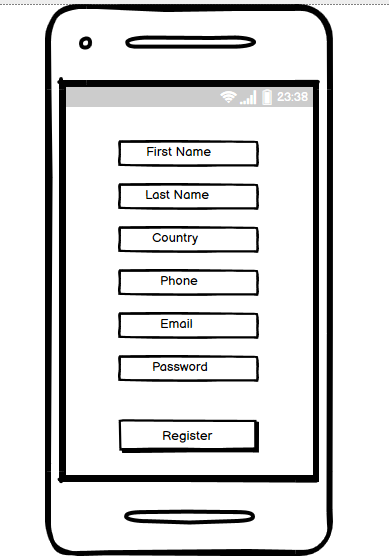 23:38
First Name
Last Name
Country
Phone
Email
Password
Register